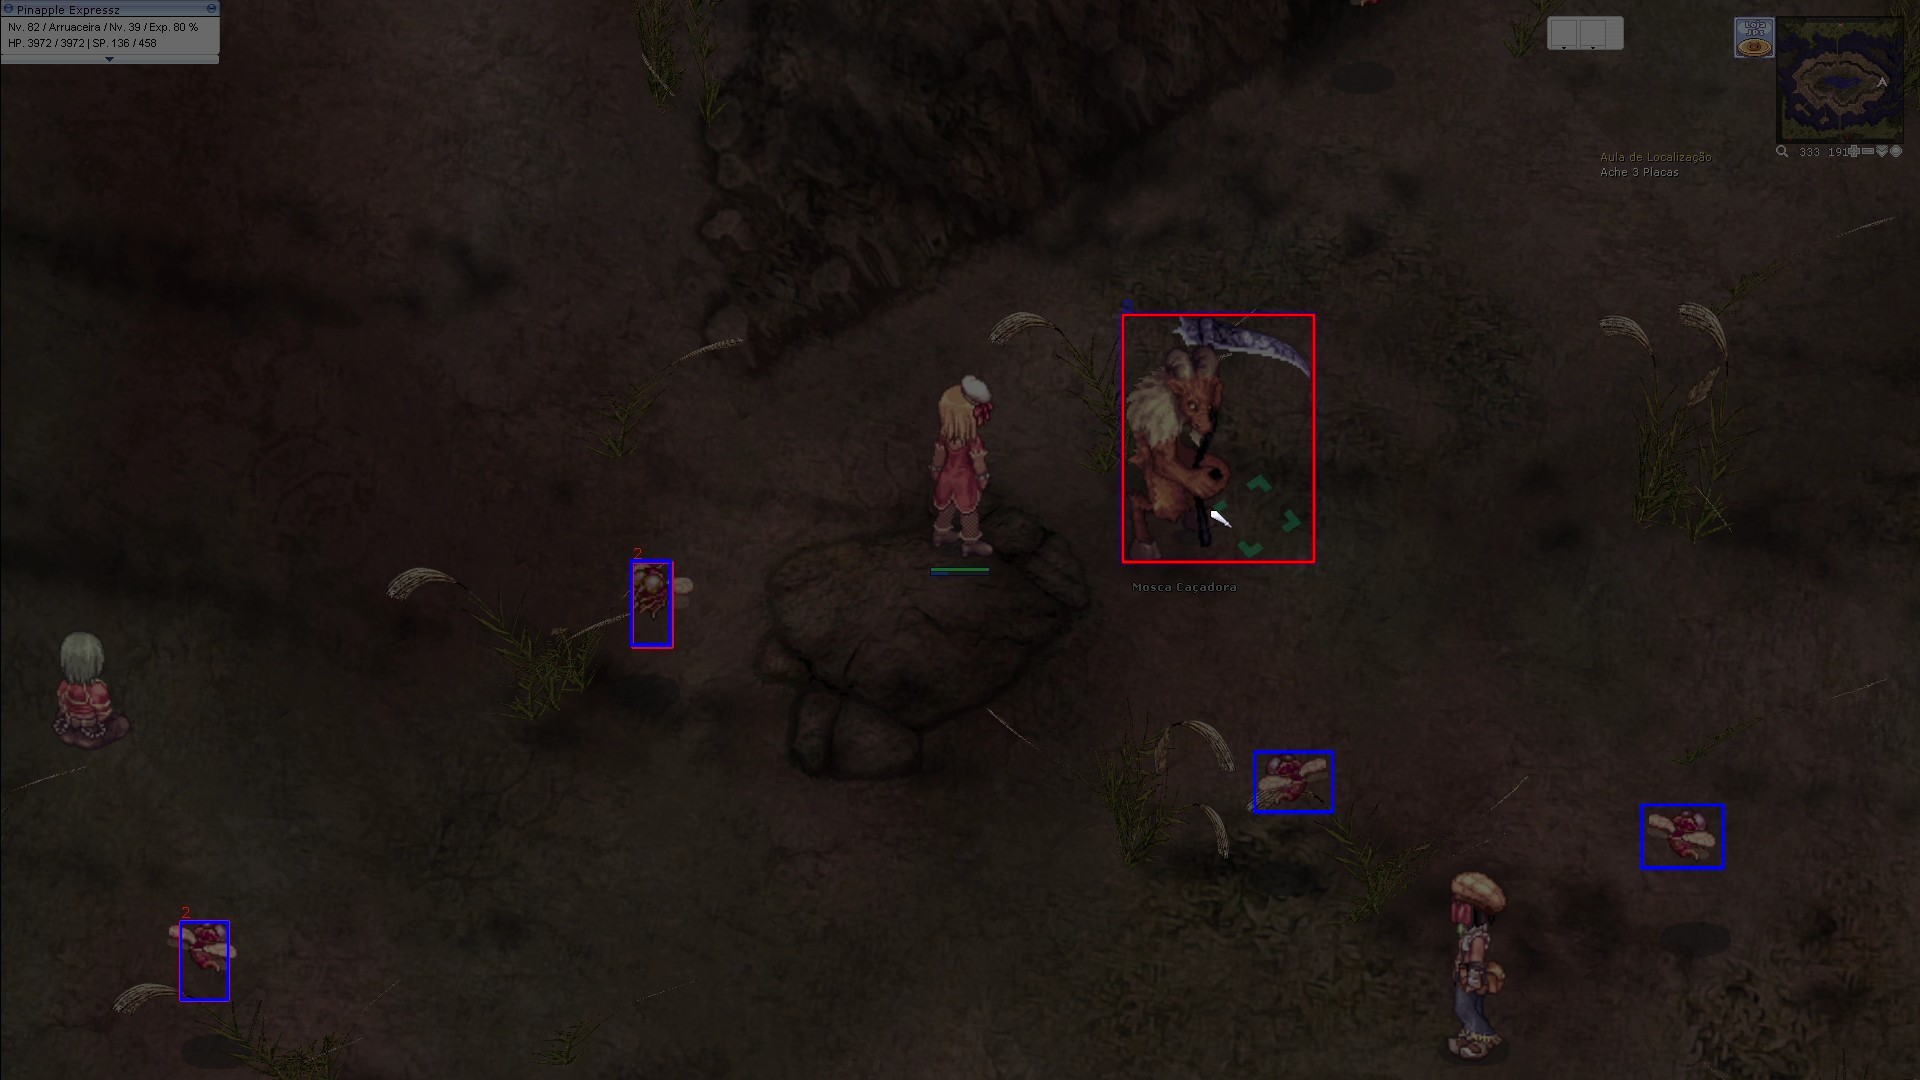 Pinapple Expressz
Nv. 82 / Arruaceira / Nv. 39 / Exp. 80 %
HP. 3972 / 3972 | SP. 136 / 458
LOJA
333 191
Aula de Localização
Ache 3 Placas
2
Mosca Caçadora
2